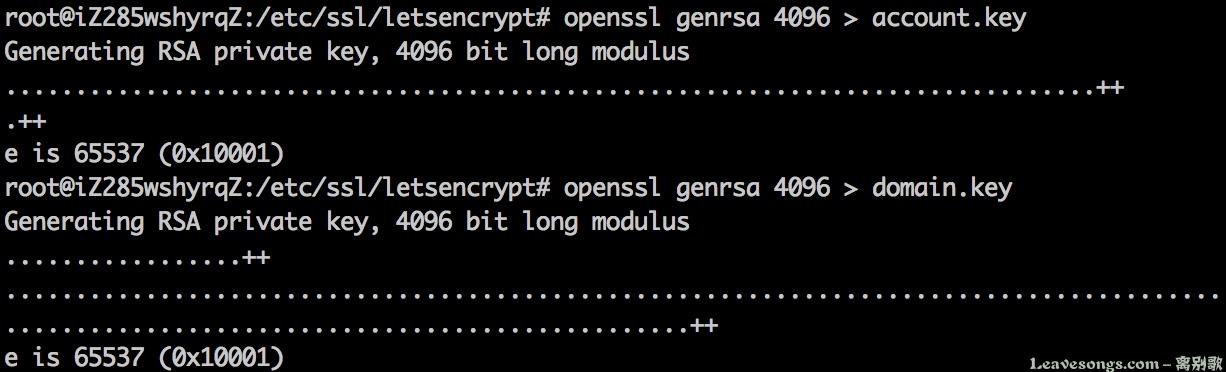 root@iZ285wshyrqZ:/etc/ssl/letsencrypt# openssl genrsa 4096 > account.key
Generating RSA private key, 4096 bit long modulus
..............................................................................++
.++
e is 65537 (0x10001)
root@iZ285wshyrqZ:/etc/ssl/letsencrypt# openssl genrsa 4096 > domain.key
Generating RSA private key, 4096 bit long modulus
.................++
.......................................................................................
.................................................++
e is 65537 (0x10001)
Leavesongs.com – 离别歌